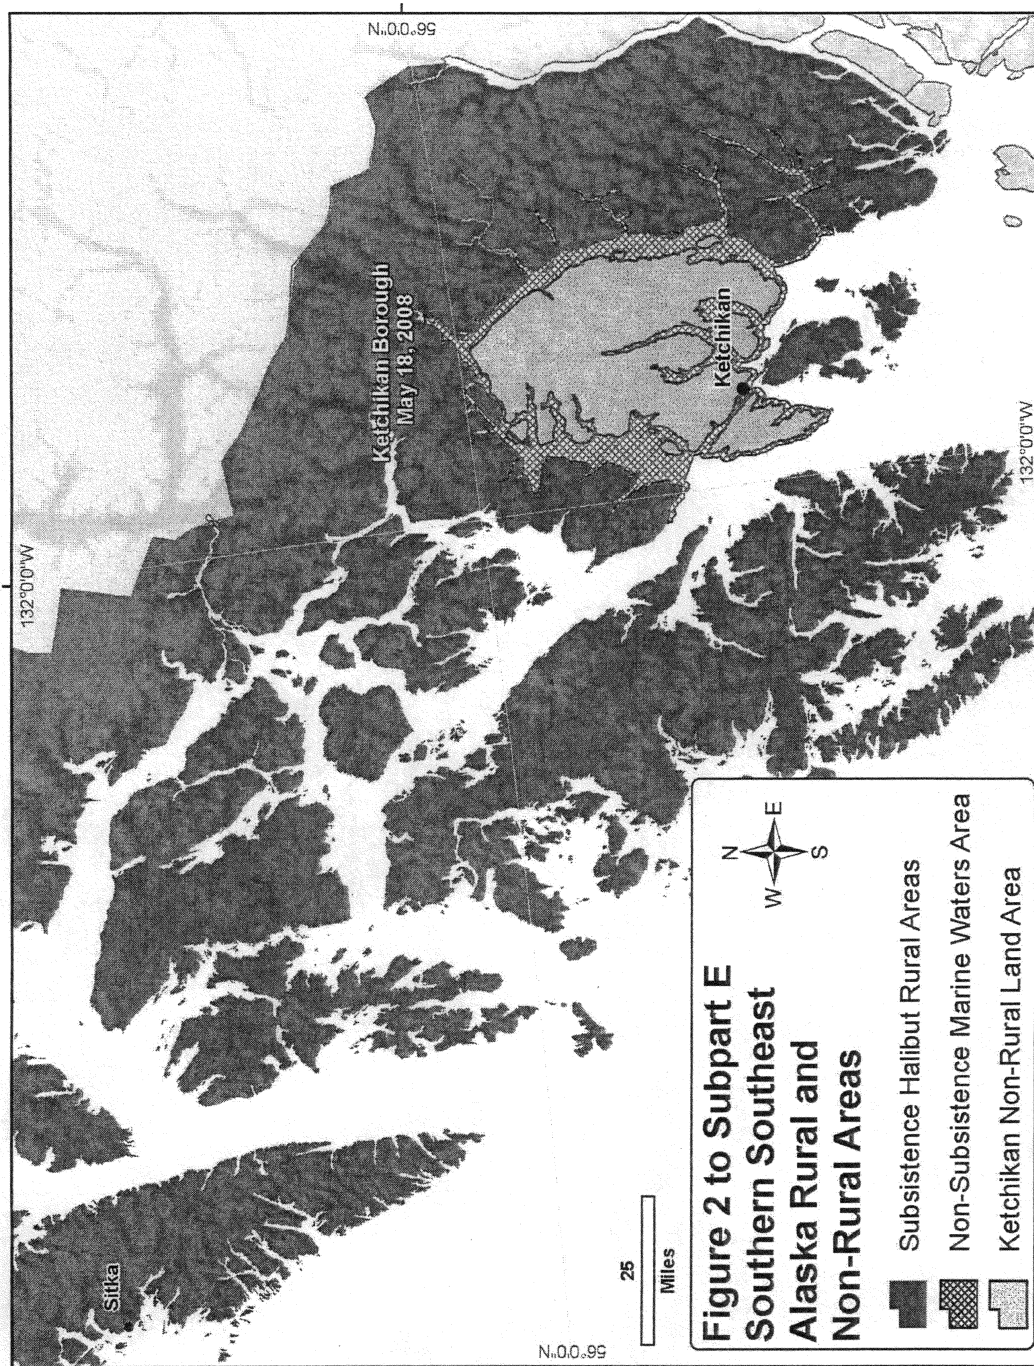 56°0'0"N
132°0'0"W
Ketchikan Borough
May 18, 2008
Sitka
Ketchikan
56°0'0"N
132°0'0"W
25
Miles
Figure 2 to Subpart E
Southern Southeast
Alaska Rural and
Non-Rural Areas
N
W
E
S
Subsistence Halibut Rural Areas
Non-Subsistence Marine Waters Area
Ketchikan Non-Rural Land Area